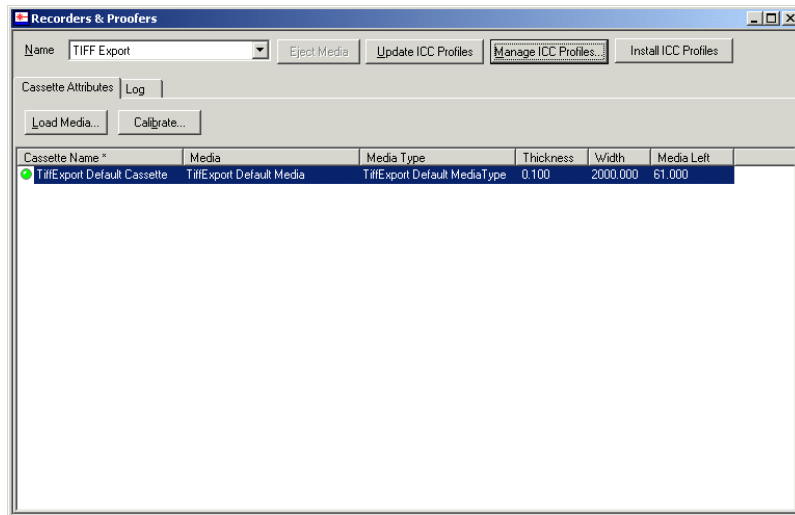 Recorders & Proofers
Name TIFF Export Eject Media Update ICC Profiles Manage ICC Profiles... Install ICC Profiles
Cassette Attributes Log
Load Media... Calibrate...
Cassette Name * Media Media Type Thickness Width Media Left
TiffExport Default Cassette TiffExport Default Media TiffExport Default MediaType 0.100 2000.000 61.000